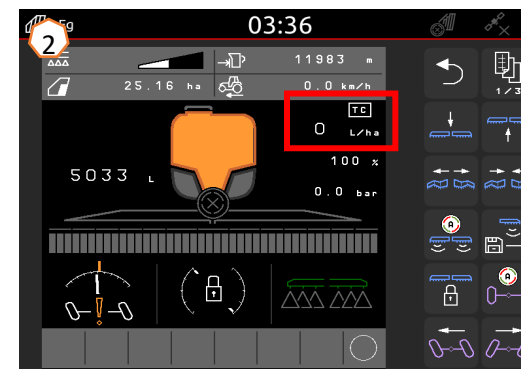 2
g
03:36
11983 m
25.16 ha
0.0 km/h
TC
0 L/ha
100 %
5033 L
0.0 bar
1/3
A
A